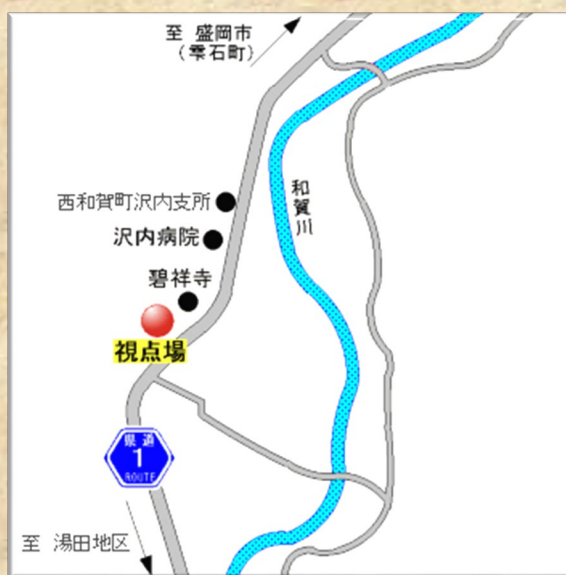 至 盛岡市
(雫石町)
和賀川
西和賀町沢内支所
沢内病院
碧祥寺
視点場
県道
1
ROUTE
至 湯田地区